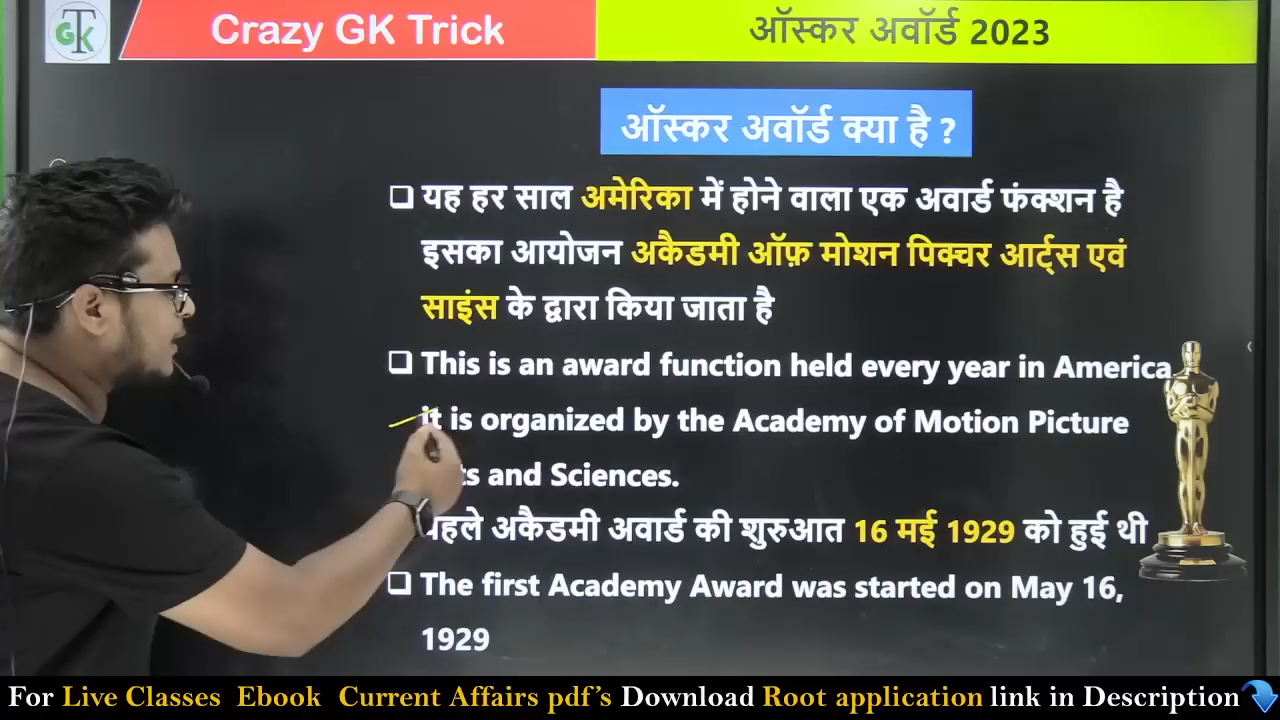 GTK
Crazy GK Trick
ऑस्कर अवॉर्ड 2023
ऑस्कर अवॉर्ड क्या है ?
यह हर साल अमेरिका में होने वाला एक अवार्ड फंक्शन है
इसका आयोजन अकैडमी ऑफ़ मोशन पिक्चर आर्ट्स एवं
साइंस के द्वारा किया जाता है
This is an award function held every year in America
it is organized by the Academy of Motion Picture
and Sciences.
अकैडमी अवार्ड की शुरुआत 16 मई 1929 को हुई थी
The first Academy Award was started on May 16,
1929
For Live Classes Ebook Current Affairs pdf's Download Root application link in Description